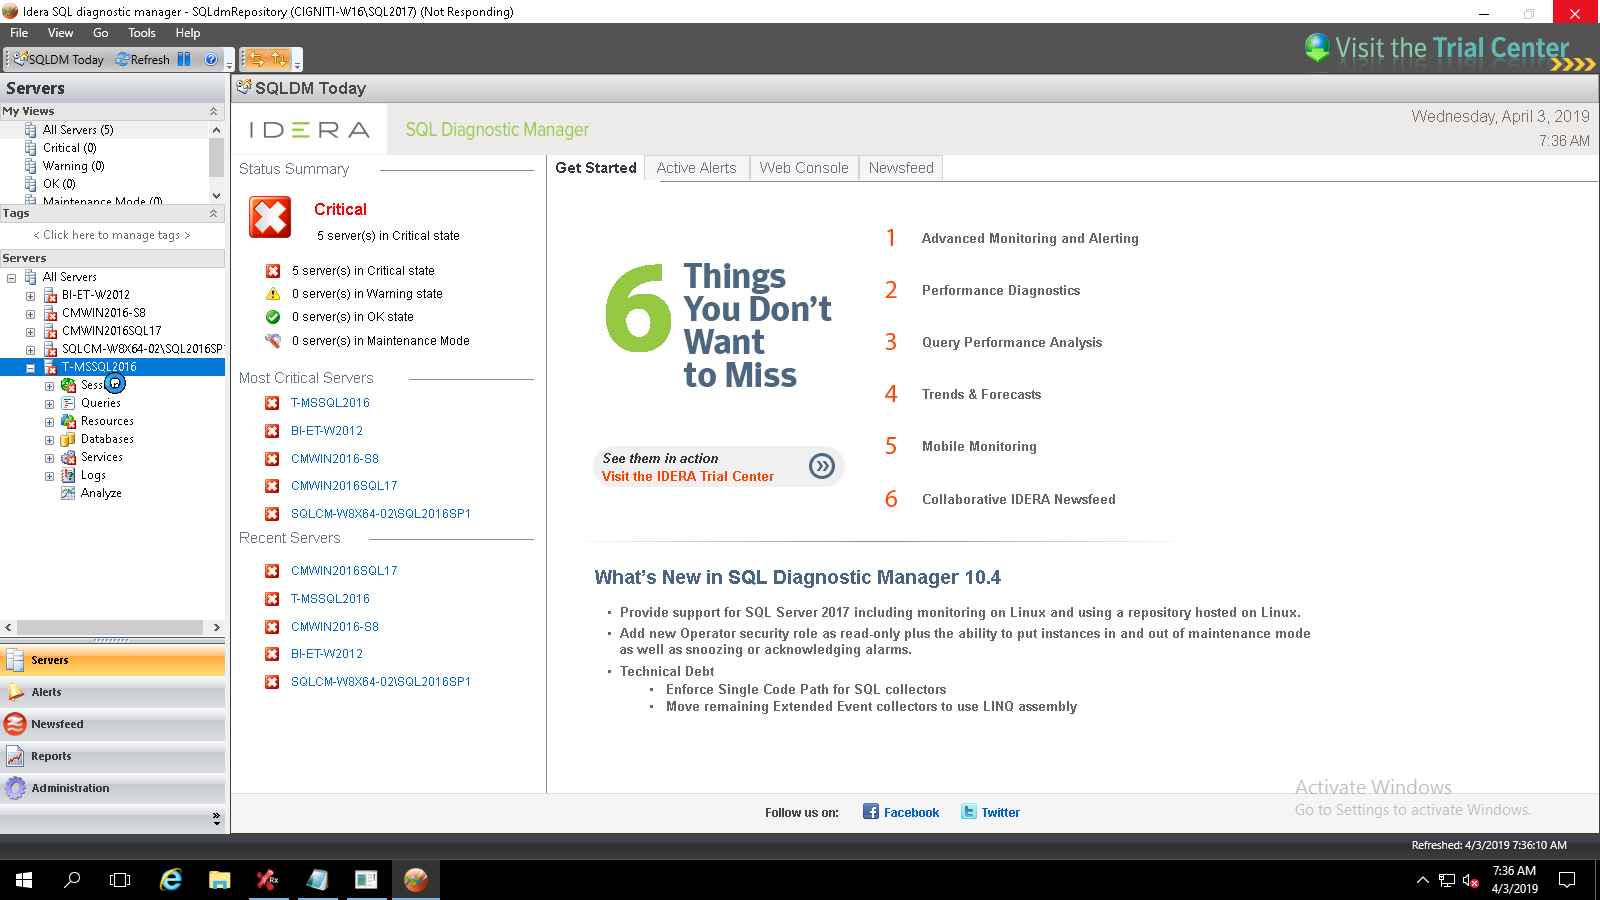 Idera SQL diagnostic manager - SQLdmRepository (CIGNITI-W16\SQL2017) (Not Responding)
File View Go Tools Help
SQLDM Today Refresh
Visit the Trial Center
Servers
My Views
All Servers (5)
Critical (0)
Warning (0)
OK (0)
Maintenance Mode (0)
Tags
< Click here to manage tags >
Servers
All Servers
BI-ET-W2012
CMWIN2016-S8
CMWIN2016SQL17
SQLCM-W8X64-02\SQL2016SP
T-MSSQL2016
Queries
Resources
Databases
Services
Logs
Analyze
Servers
Alerts
Newsfeed
Reports
Administration
SQLDM Today
IDERA
SQL Diagnostic Manager
Wednesday, April 3, 2019
7:36 AM
Status Summary
Critical
5 server(s) in Critical state
5 server(s) in Critical state
0 server(s) in Warning state
0 server(s) in OK state
0 server(s) in Maintenance Mode
Most Critical Servers
T-MSSQL2016
BI-ET-W2012
CMWIN2016-S8
CMWIN2016SQL17
SQLCM-W8X64-02\SQL2016SP1
Recent Servers
CMWIN2016SQL17
T-MSSQL2016
CMWIN2016-S8
BI-ET-W2012
SQLCM-W8X64-02\SQL2016SP1
Get Started Active Alerts Web Console Newsfeed
6 Things
You Don't
Want
to Miss
See them in action
Visit the IDERA Trial Center
1 Advanced Monitoring and Alerting
2 Performance Diagnostics
3 Query Performance Analysis
4 Trends & Forecasts
5 Mobile Monitoring
6 Collaborative IDERA Newsfeed
What's New in SQL Diagnostic Manager 10.4
• Provide support for SQL Server 2017 including monitoring on Linux and using a repository hosted on Linux.
• Add new Operator security role as read-only plus the ability to put instances in and out of maintenance mode
as well as snoozing or acknowledging alarms.
• Technical Debt
• Enforce Single Code Path for SQL collectors
• Move remaining Extended Event collectors to use LINQ assembly
Activate Windows
Go to Settings to activate Windows.
Follow us on: Facebook Twitter
Refreshed: 4/3/2019 7:36:10 AM
7:36 AM
4/3/2019